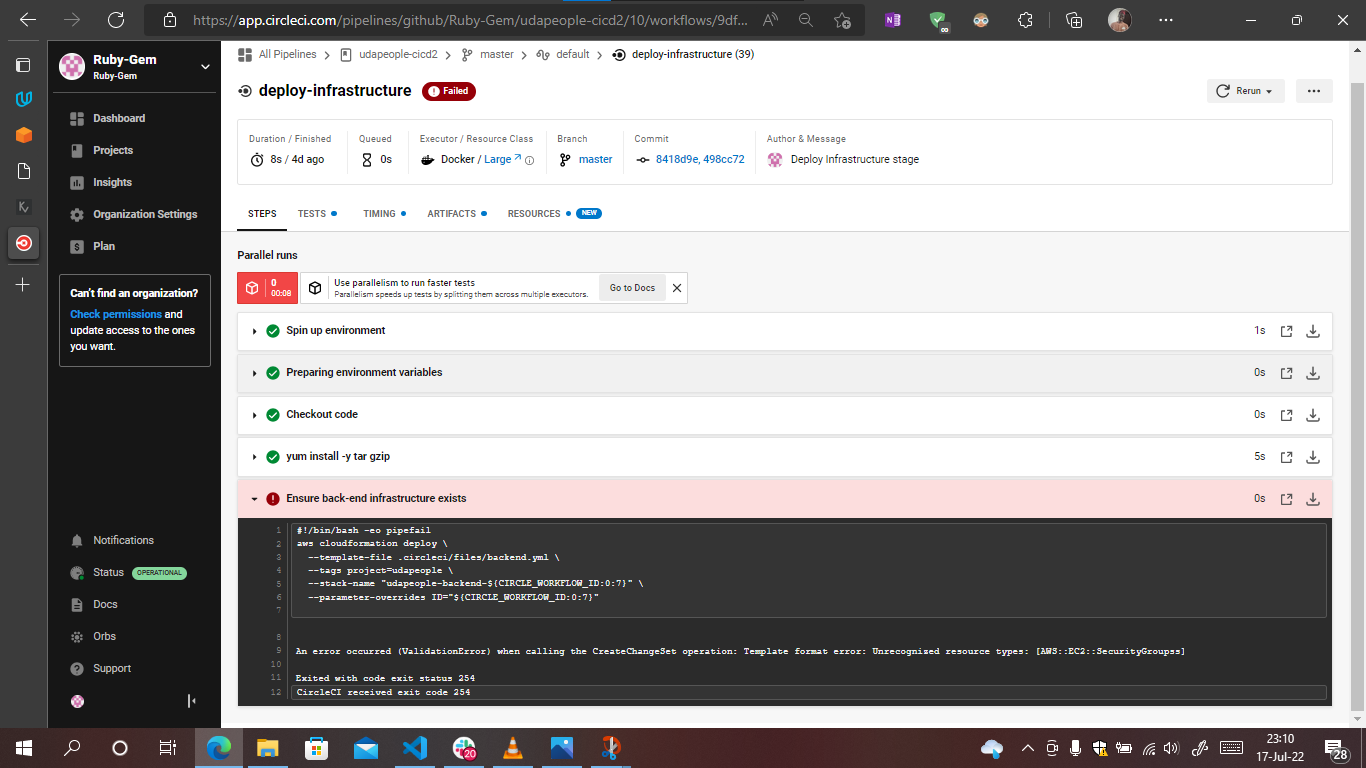 https://app.circleci.com/pipelines/github/Ruby-Gem/udapeople-cicd2/10/workflows/9df...
Ruby-Gem
Ruby-Gem
Dashboard
Projects
Insights
Organization Settings
Plan
Can't find an organization?
Check permissions and
update access to the ones
you want.
Notifications
Status OPERATIONAL
Docs
Orbs
Support
All Pipelines > udapeople-cicd2 > master > default > deploy-infrastructure (39)
deploy-infrastructure Failed
Rerun
Duration / Finished Queued Executor / Resource Class Branch Commit Author & Message
8s / 4d ago 0s Docker / Large master 8418d9e, 498cc72 Deploy Infrastructure stage
STEPS TESTS TIMING ARTIFACTS RESOURCES NEW
Parallel runs
0
00:08
Use parallelism to run faster tests
Parallelism speeds up tests by splitting them across multiple executors.
Go to Docs
Spin up environment 1s
Preparing environment variables 0s
Checkout code 0s
yum install -y tar gzip 5s
Ensure back-end infrastructure exists 0s
1 #!/bin/bash -eo pipefail
2 aws cloudformation deploy \
3 --template-file .circleci/files/backend.yml \
4 --tags project=udapeople \
5 --stack-name "udapeople-backend-${CIRCLE_WORKFLOW_ID:0:7}" \
6 --parameter-overrides ID="${CIRCLE_WORKFLOW_ID:0:7}"
7
8
9 An error occurred (ValidationError) when calling the CreateChangeSet operation: Template format error: Unrecognized resource types: [AWS::EC2::SecurityGroupss]
10
11 Exited with code exit status 254
12 CircleCI received exit code 254
20
23:10
17-Jul-22
28